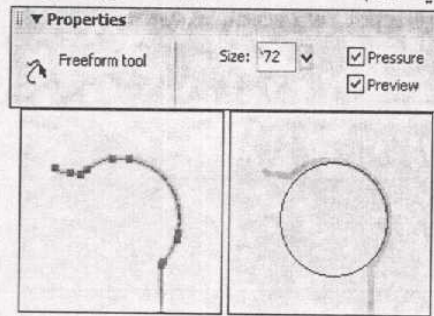 Properties
Freeform tool
Size: 72
Pressure
Preview